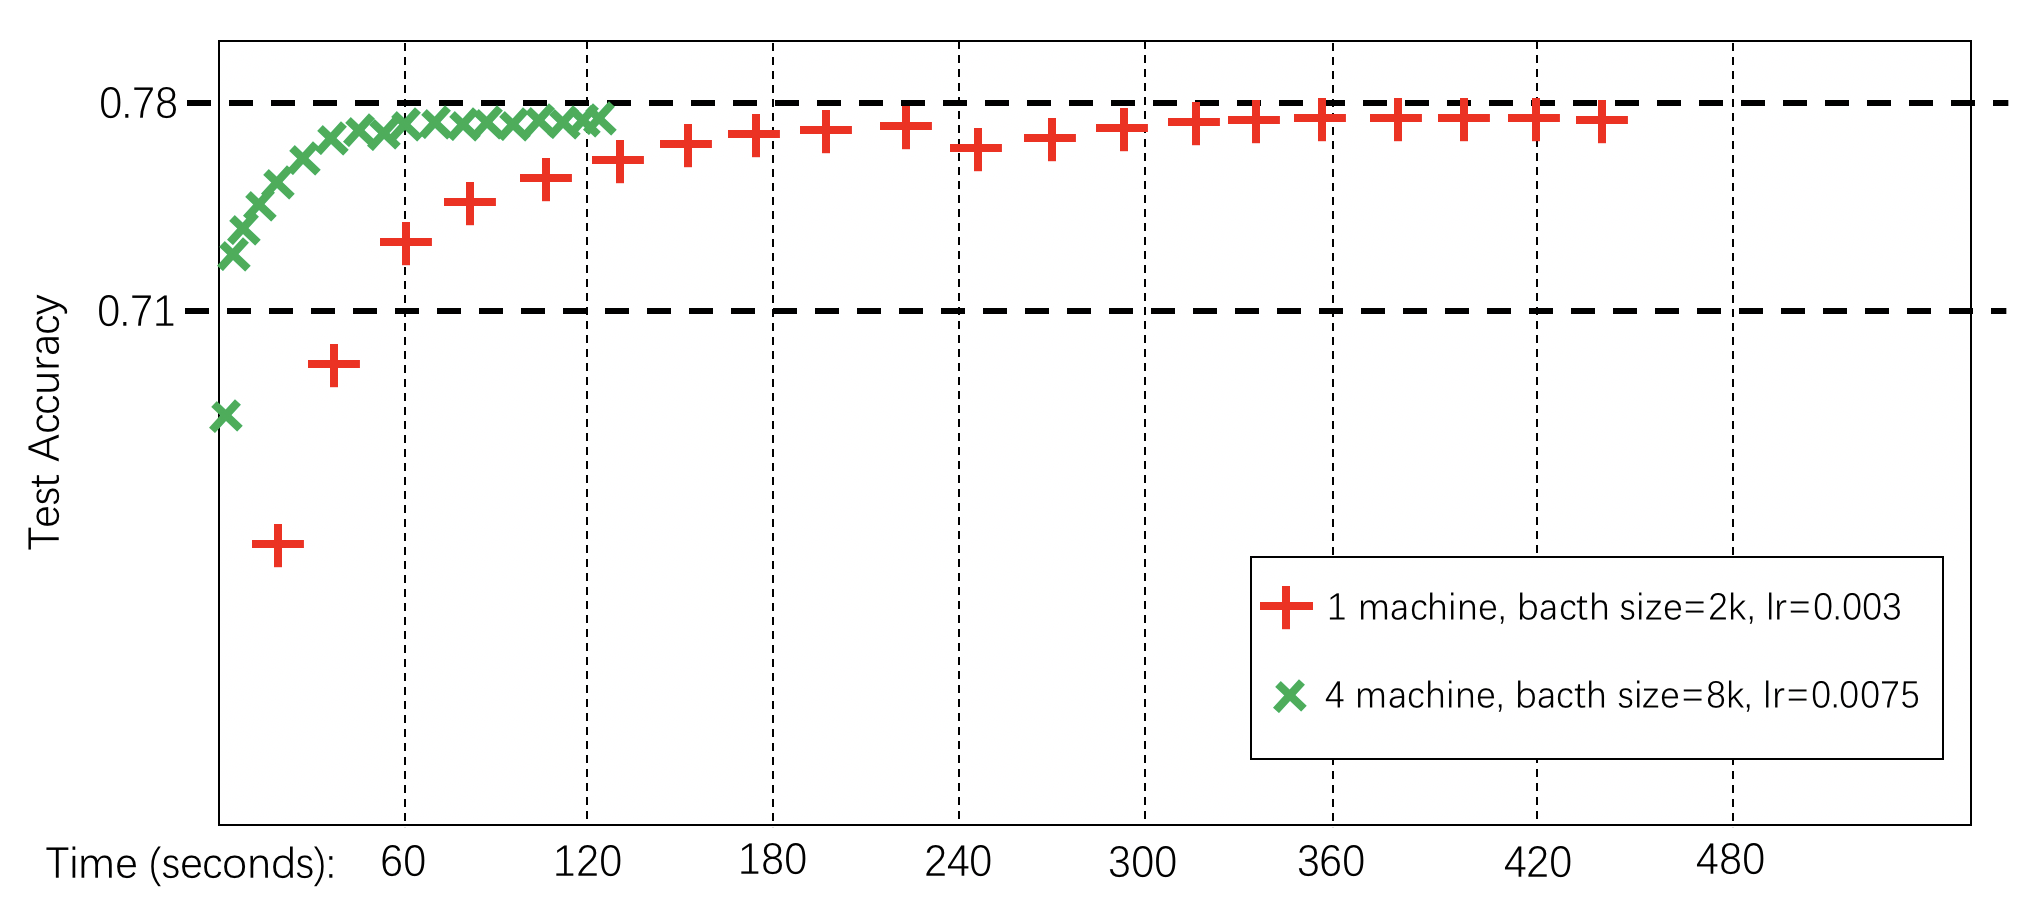 0.78
0.71
Test Accuracy
1 machine, bacth size=2k, lr=0.003
4 machine, bacth size=8k, lr=0.0075
Time (seconds): 60 120 180 240 300 360 420 480